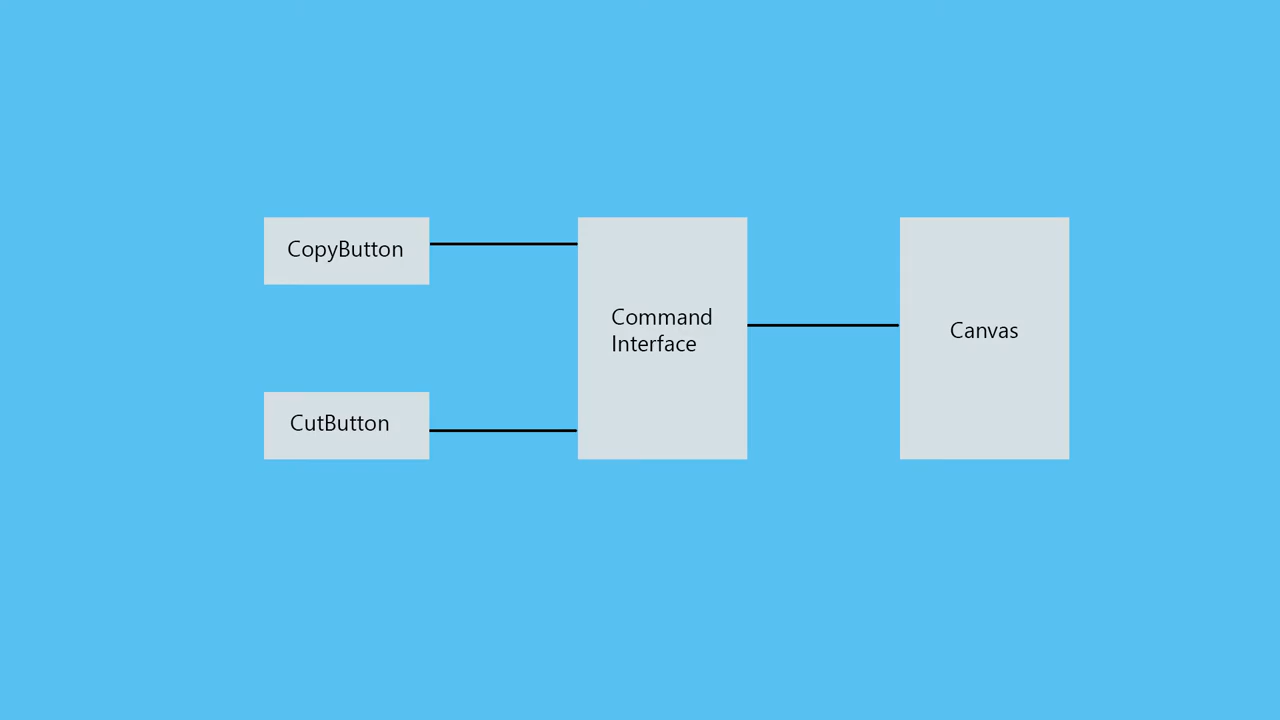 CopyButton
Command
Interface
Canvas
CutButton